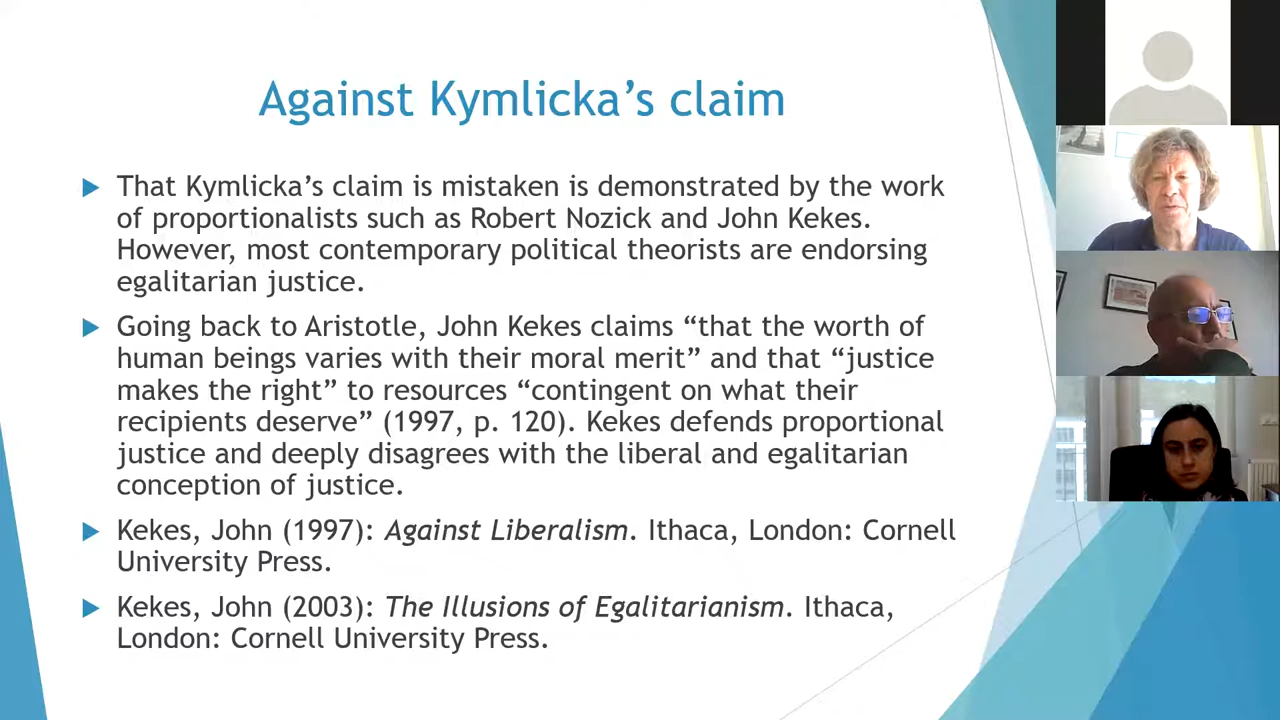 Against Kymlicka’s claim
That Kymlicka’s claim is mistaken is demonstrated by the work
of proportionalists such as Robert Nozick and John Kekes.
However, most contemporary political theorists are endorsing
egalitarian justice.
Going back to Aristotle, John Kekes claims “that the worth of
human beings varies with their moral merit” and that “justice
makes the right” to resources “contingent on what their
recipients deserve” (1997, p. 120). Kekes defends proportional
justice and deeply disagrees with the liberal and egalitarian
conception of justice.
Kekes, John (1997): Against Liberalism. Ithaca, London: Cornell
University Press.
Kekes, John (2003): The Illusions of Egalitarianism. Ithaca,
London: Cornell University Press.